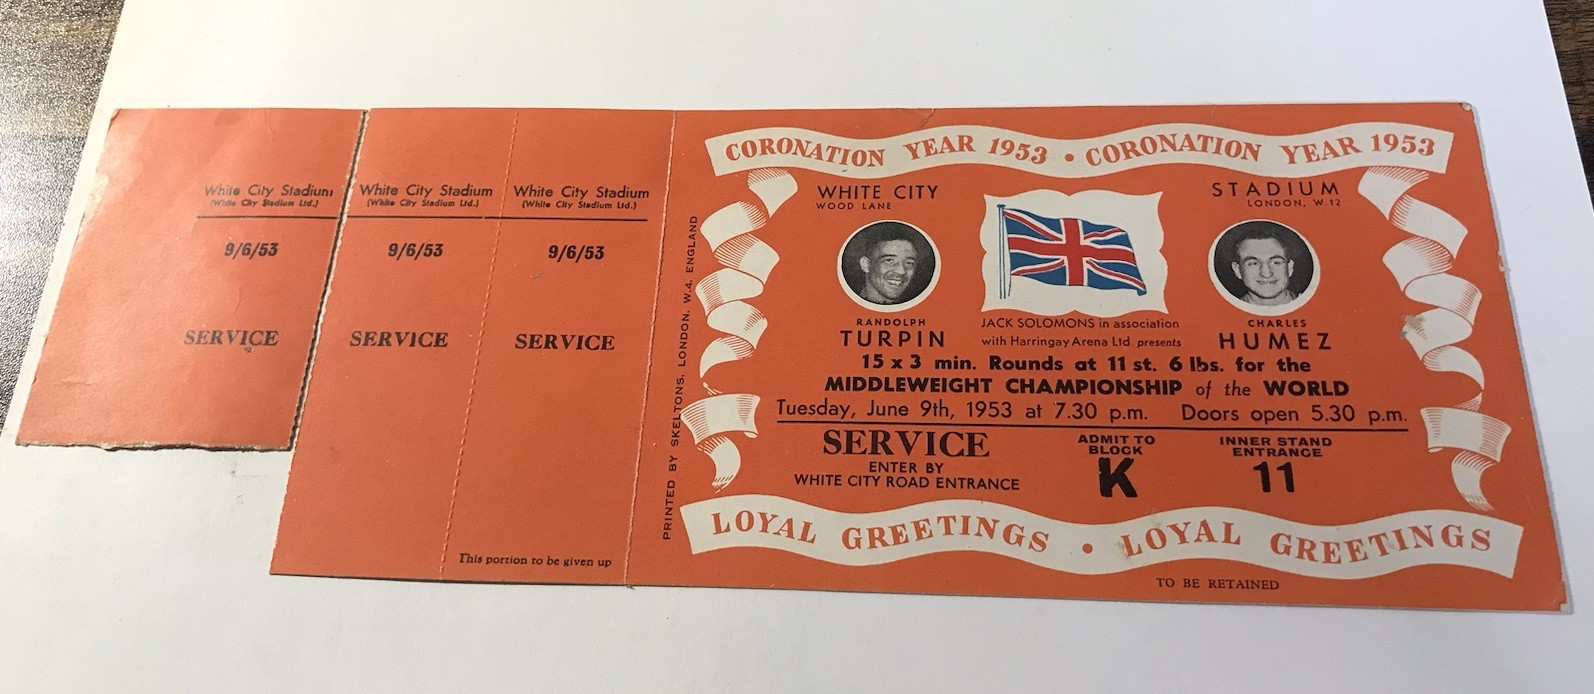 White City Stadium
(White City Stadium Ltd.)
9/6/53
SERVICE
White City Stadium
(White City Stadium Ltd.)
9/6/53
SERVICE
White City Stadium
(White City Stadium Ltd.)
9/6/53
SERVICE
This portion to be given up
PRINTED BY SKELTONS, LONDON. W.4. ENGLAND
CORONATION YEAR 1953 • CORONATION YEAR 1953
WHITE CITY
WOOD LANE
STADIUM
LONDON, W.12
RANDOLPH
TURPIN
JACK SOLOMONS in association
with Harringay Arena Ltd. presents
CHARLES
HUMEZ
15 x 3 min. Rounds at 11 st. 6 lbs. for the
MIDDLEWEIGHT CHAMPIONSHIP of the WORLD
Tuesday, June 9th, 1953 at 7.30 p.m. Doors open 5.30 p.m.
SERVICE
ENTER BY
WHITE CITY ROAD ENTRANCE
ADMIT TO
BLOCK
K
INNER STAND
ENTRANCE
11
LOYAL GREETINGS • LOYAL GREETINGS
TO BE RETAINED